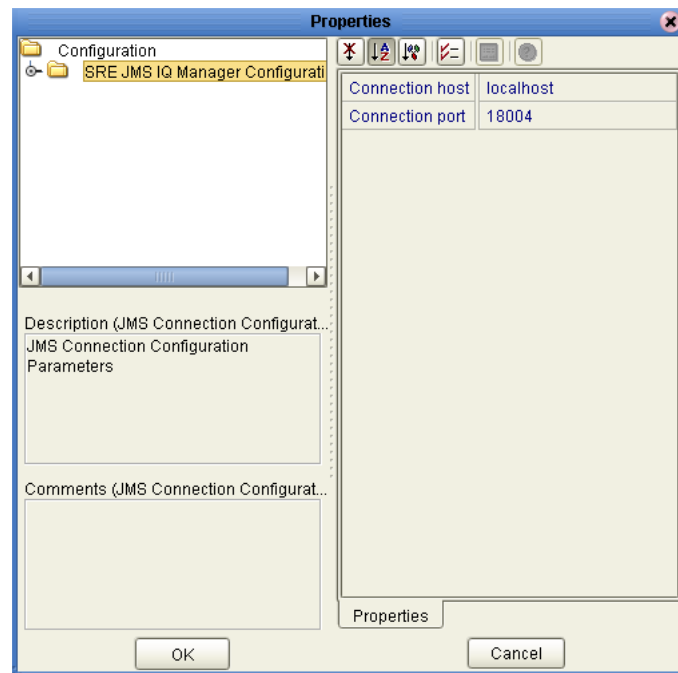 Properties
Configuration
SRE JMS IQ Manager Configurati
Connection host localhost
Connection port 18004
Description (JMS Connection Configurat...
JMS Connection Configuration
Parameters
Comments (JMS Connection Configurat...
Properties
OK
Cancel